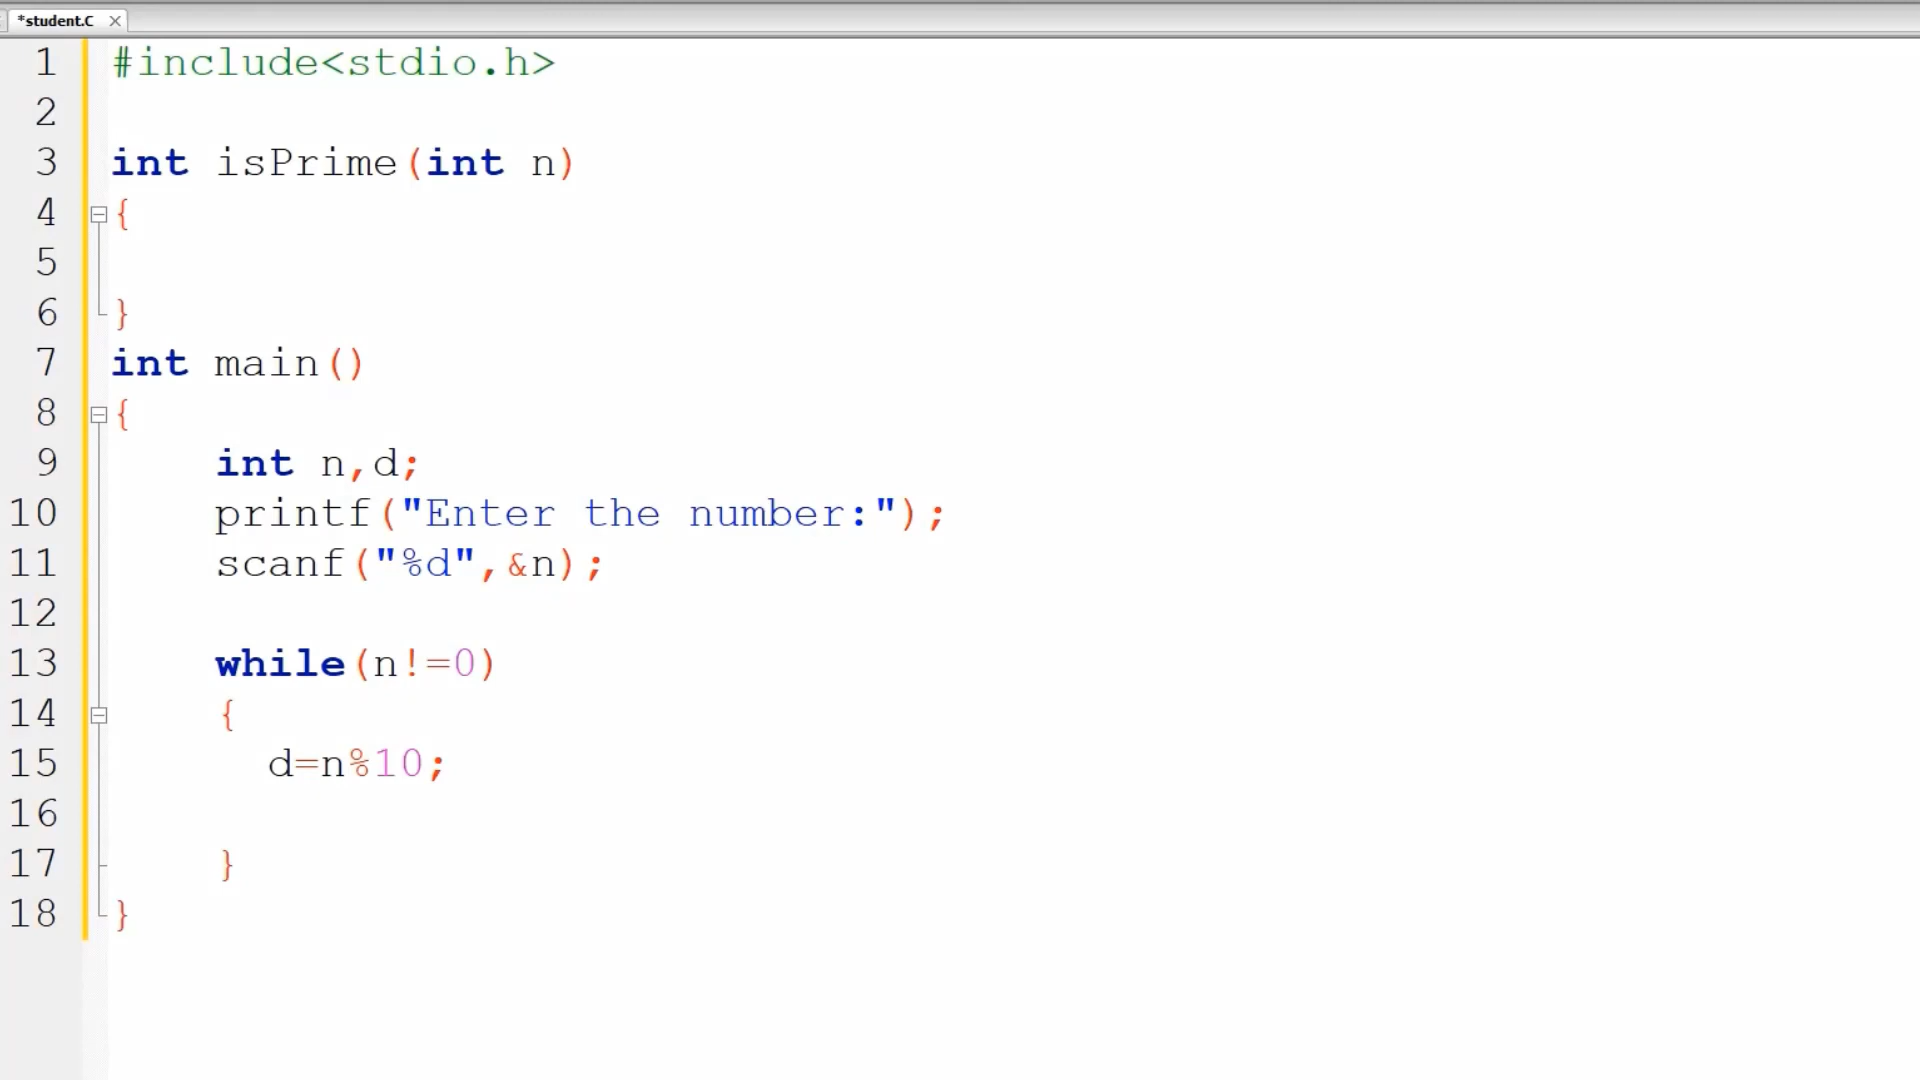 *student.C
1 #include<stdio.h>
2
3 int isPrime(int n)
4 {
5
6 }
7 int main()
8 {
9 int n,d;
10 printf("Enter the number:");
11 scanf("%d",&n);
12
13 while(n!=0)
14 {
15 d=n%10;
16
17 }
18 }